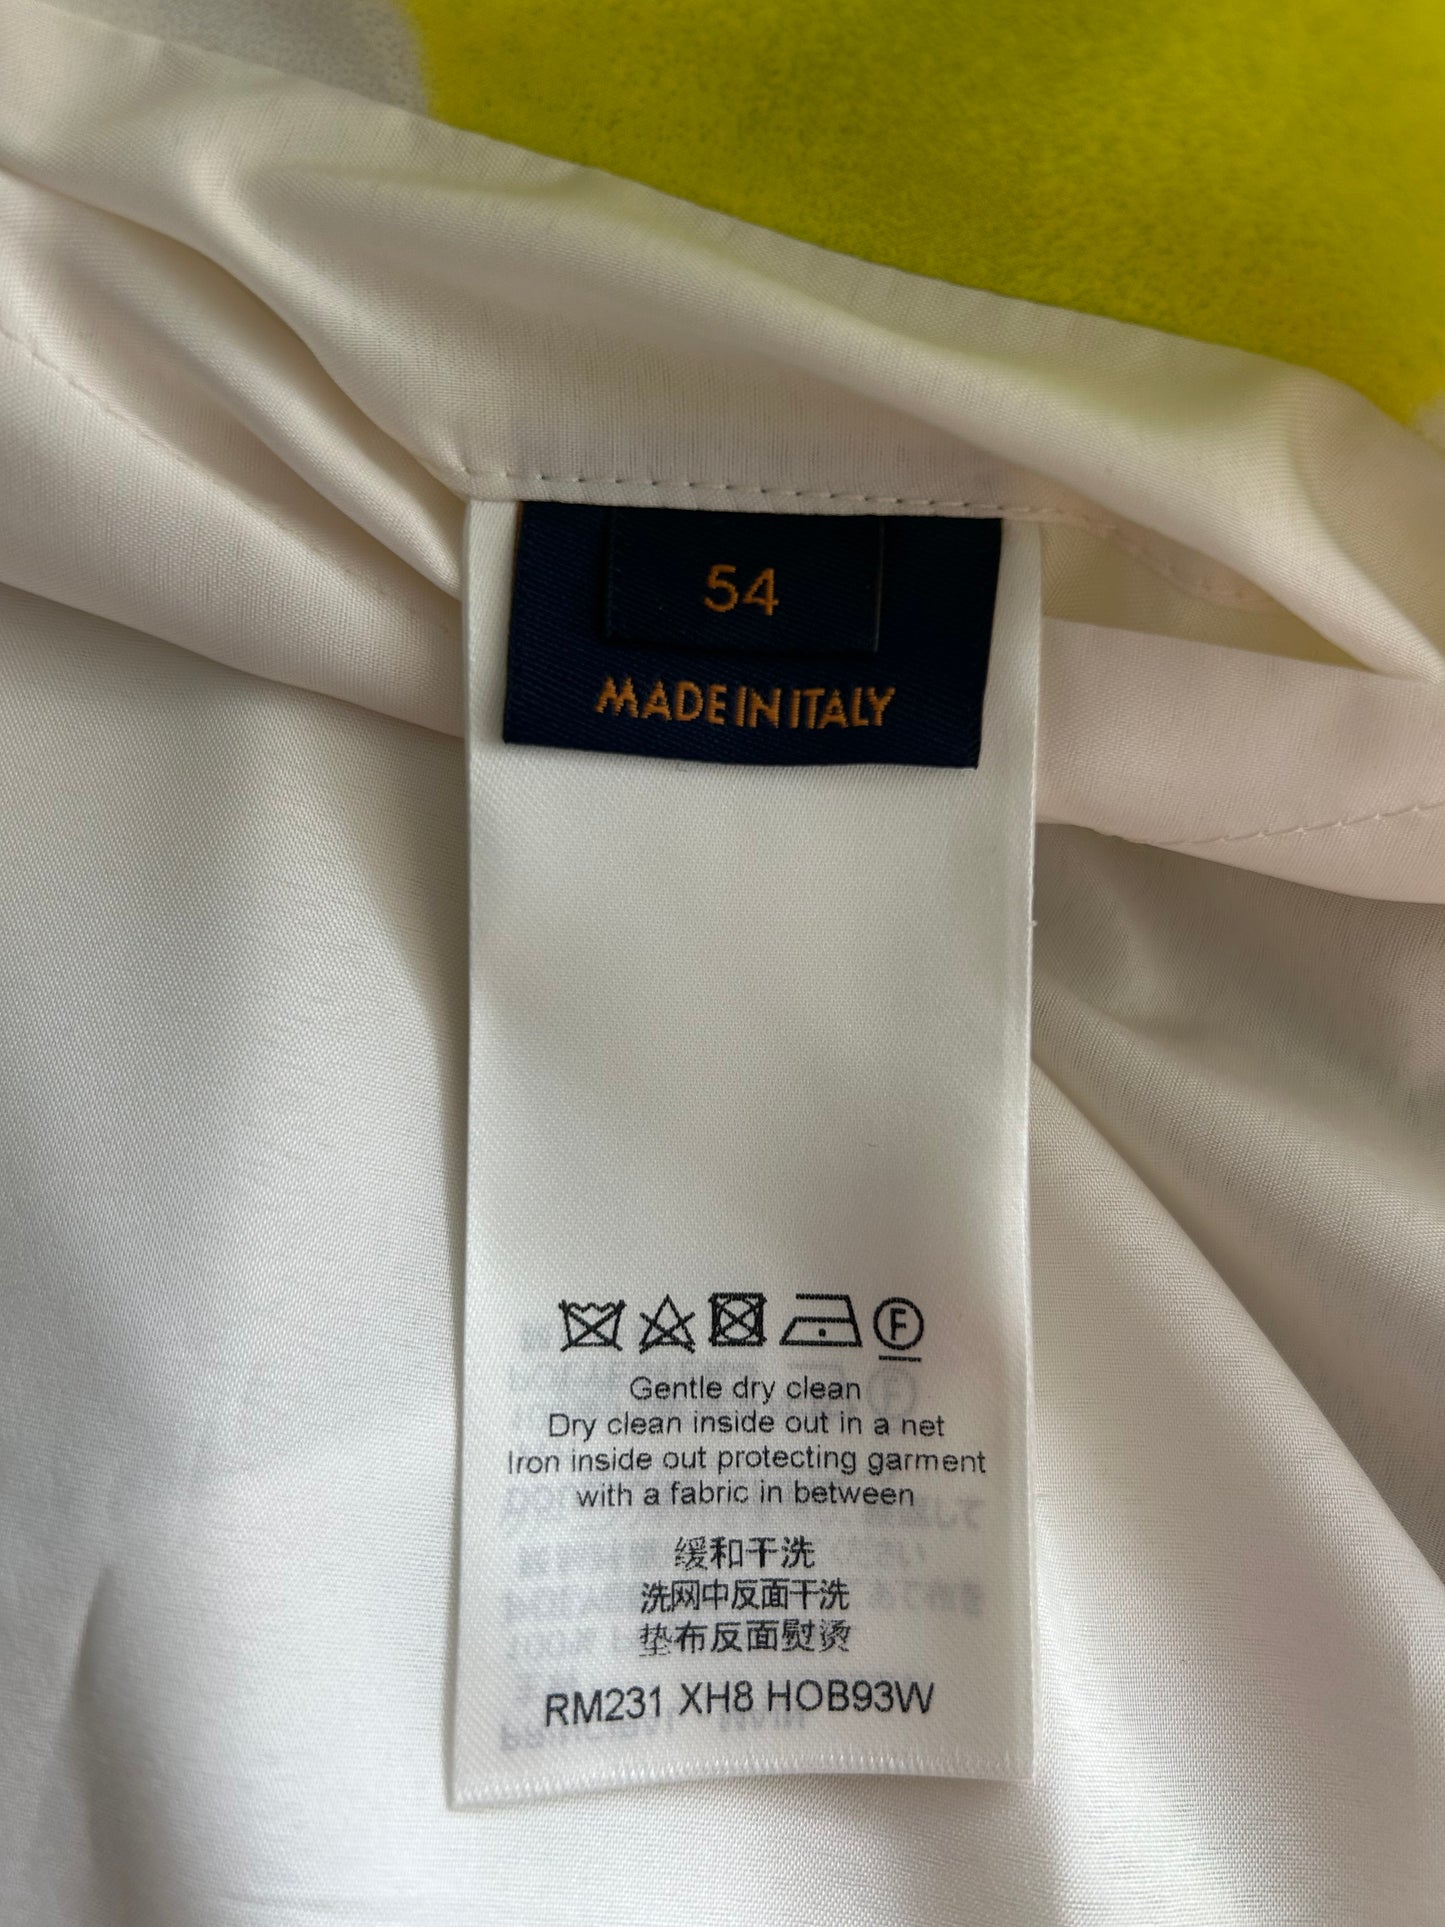 54
MADE IN ITALY
F
Gentle dry clean
Dry clean inside out in a net
Iron inside out protecting garment
with a fabric in between
缓和干洗
洗网中反面干洗
垫布反面熨烫
RM231 XH8 HOB93W